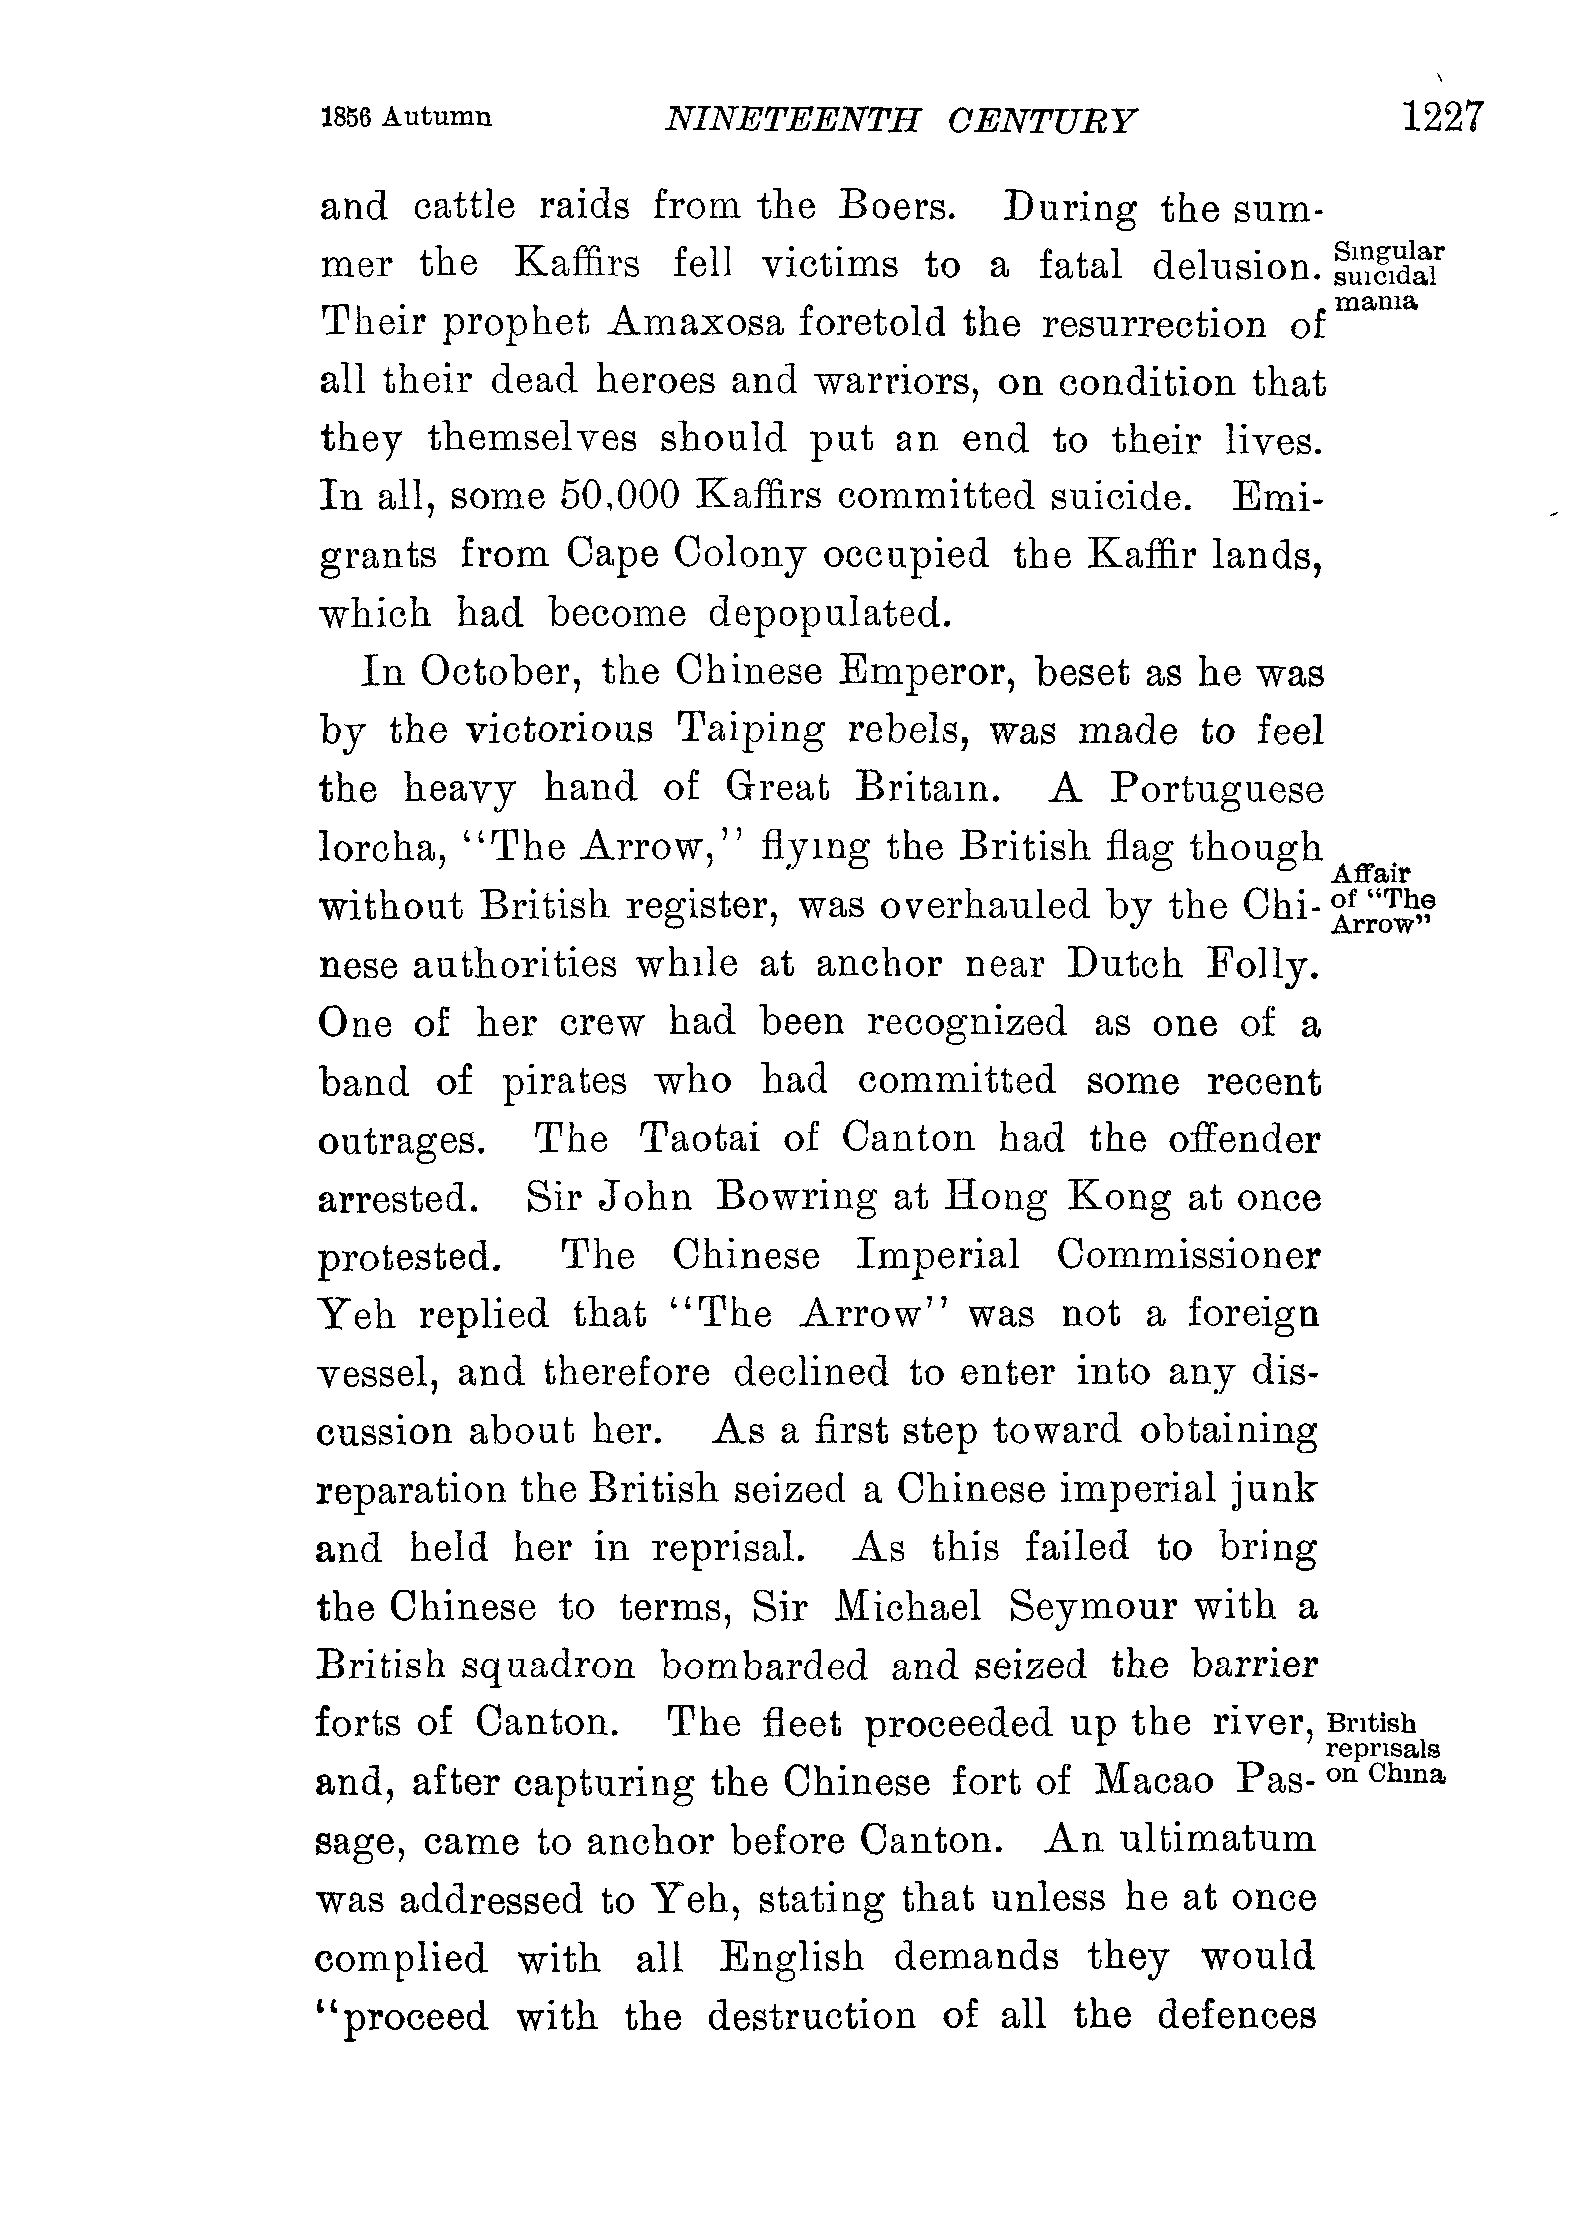 1856 Autumn NINETEENTH CENTURY 1227
and cattle raids from the Boers. During the sum-
mer the Kaffirs fell victims to a fatal delusion.
Singular
suicidal
mania
Their prophet Amaxosa foretold the resurrection of
all their dead heroes and warriors, on condition that
they themselves should put an end to their lives.
In all, some 50,000 Kaffirs committed suicide. Emi-
grants from Cape Colony occupied the Kaffir lands,
which had become depopulated.
In October, the Chinese Emperor, beset as he was
by the victorious Taiping rebels, was made to feel
the heavy hand of Great Britain. A Portuguese
lorcha, "The Arrow," flying the British flag though
Affair
of "The
Arrow"
without British register, was overhauled by the Chi-
nese authorities while at anchor near Dutch Folly.
One of her crew had been recognized as one of a
band of pirates who had committed some recent
outrages. The Taotai of Canton had the offender
arrested. Sir John Bowring at Hong Kong at once
protested. The Chinese Imperial Commissioner
Yeh replied that "The Arrow" was not a foreign
vessel, and therefore declined to enter into any dis-
cussion about her. As a first step toward obtaining
reparation the British seized a Chinese imperial junk
and held her in reprisal. As this failed to bring
the Chinese to terms, Sir Michael Seymour with a
British squadron bombarded and seized the barrier
forts of Canton. The fleet proceeded up the river,
British
reprisals
on China
and, after capturing the Chinese fort of Macao Pas-
sage, came to anchor before Canton. An ultimatum
was addressed to Yeh, stating that unless he at once
complied with all English demands they would
"proceed with the destruction of all the defences